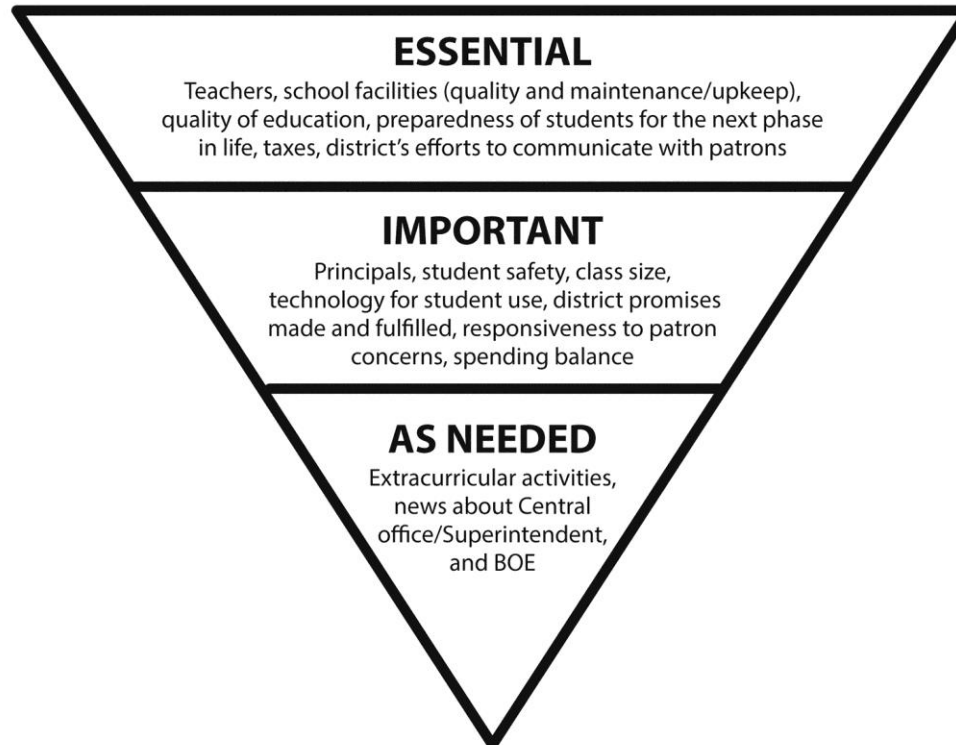 ESSENTIAL
Teachers, school facilities (quality and maintenance/upkeep),
quality of education, preparedness of students for the next phase
in life, taxes, district’s efforts to communicate with patrons
IMPORTANT
Principals, student safety, class size,
technology for student use, district promises
made and fulfilled, responsiveness to patron
concerns, spending balance
AS NEEDED
Extracurricular activities,
news about Central
office/Superintendent,
and BOE